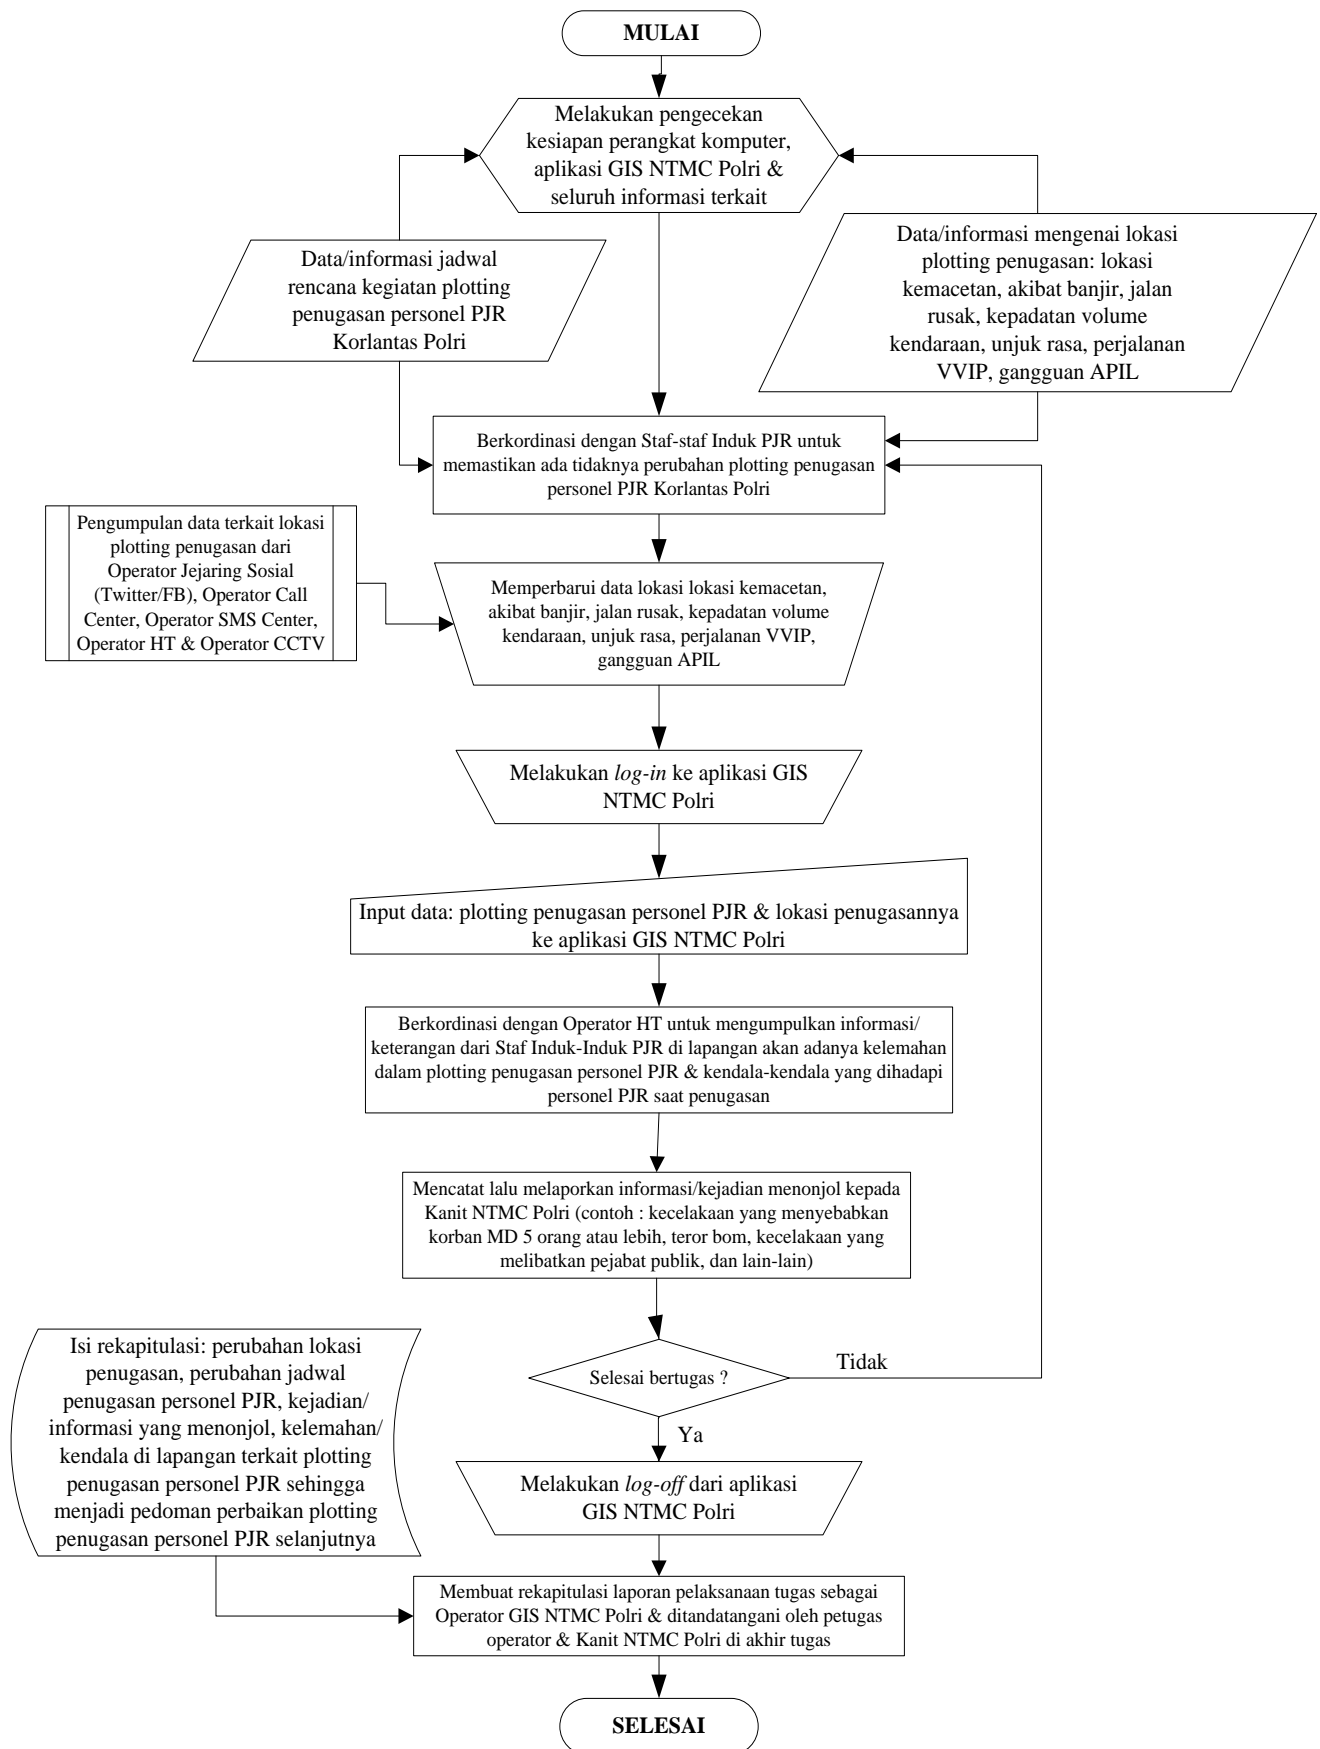 MULAI
Melakukan pengecekan
kesiapan perangkat komputer,
aplikasi GIS NTMC Polri &
seluruh informasi terkait
Data/informasi jadwal
rencana kegiatan plotting
penugasan personel PJR
Korlantas Polri
Data/informasi mengenai lokasi
plotting penugasan: lokasi
kemacetan, akibat banjir, jalan
rusak, kepadatan volume
kendaraan, unjuk rasa, perjalanan
VVIP, gangguan APIL
Berkordinasi dengan Staf-staf Induk PJR untuk
memastikan ada tidaknya perubahan plotting penugasan
personel PJR Korlantas Polri
Pengumpulan data terkait lokasi
plotting penugasan dari
Operator Jejaring Sosial
(Twitter/FB), Operator Call
Center, Operator SMS Center,
Operator HT & Operator CCTV
Memperbarui data lokasi lokasi kemacetan,
akibat banjir, jalan rusak, kepadatan volume
kendaraan, unjuk rasa, perjalanan VVIP,
gangguan APIL
Melakukan log-in ke aplikasi GIS
NTMC Polri
Input data: plotting penugasan personel PJR & lokasi penugasannya
ke aplikasi GIS NTMC Polri
Berkordinasi dengan Operator HT untuk mengumpulkan informasi/
keterangan dari Staf Induk-Induk PJR di lapangan akan adanya kelemahan
dalam plotting penugasan personel PJR & kendala-kendala yang dihadapi
personel PJR saat penugasan
Mencatat lalu melaporkan informasi/kejadian menonjol kepada
Kanit NTMC Polri (contoh : kecelakaan yang menyebabkan
korban MD 5 orang atau lebih, teror bom, kecelakaan yang
melibatkan pejabat publik, dan lain-lain)
Selesai bertugas ?
Tidak
Ya
Isi rekapitulasi: perubahan lokasi
penugasan, perubahan jadwal
penugasan personel PJR, kejadian/
informasi yang menonjol, kelemahan/
kendala di lapangan terkait plotting
penugasan personel PJR sehingga
menjadi pedoman perbaikan plotting
penugasan personel PJR selanjutnya
Melakukan log-off dari aplikasi
GIS NTMC Polri
Membuat rekapitulasi laporan pelaksanaan tugas sebagai
Operator GIS NTMC Polri & ditandatangani oleh petugas
operator & Kanit NTMC Polri di akhir tugas
SELESAI